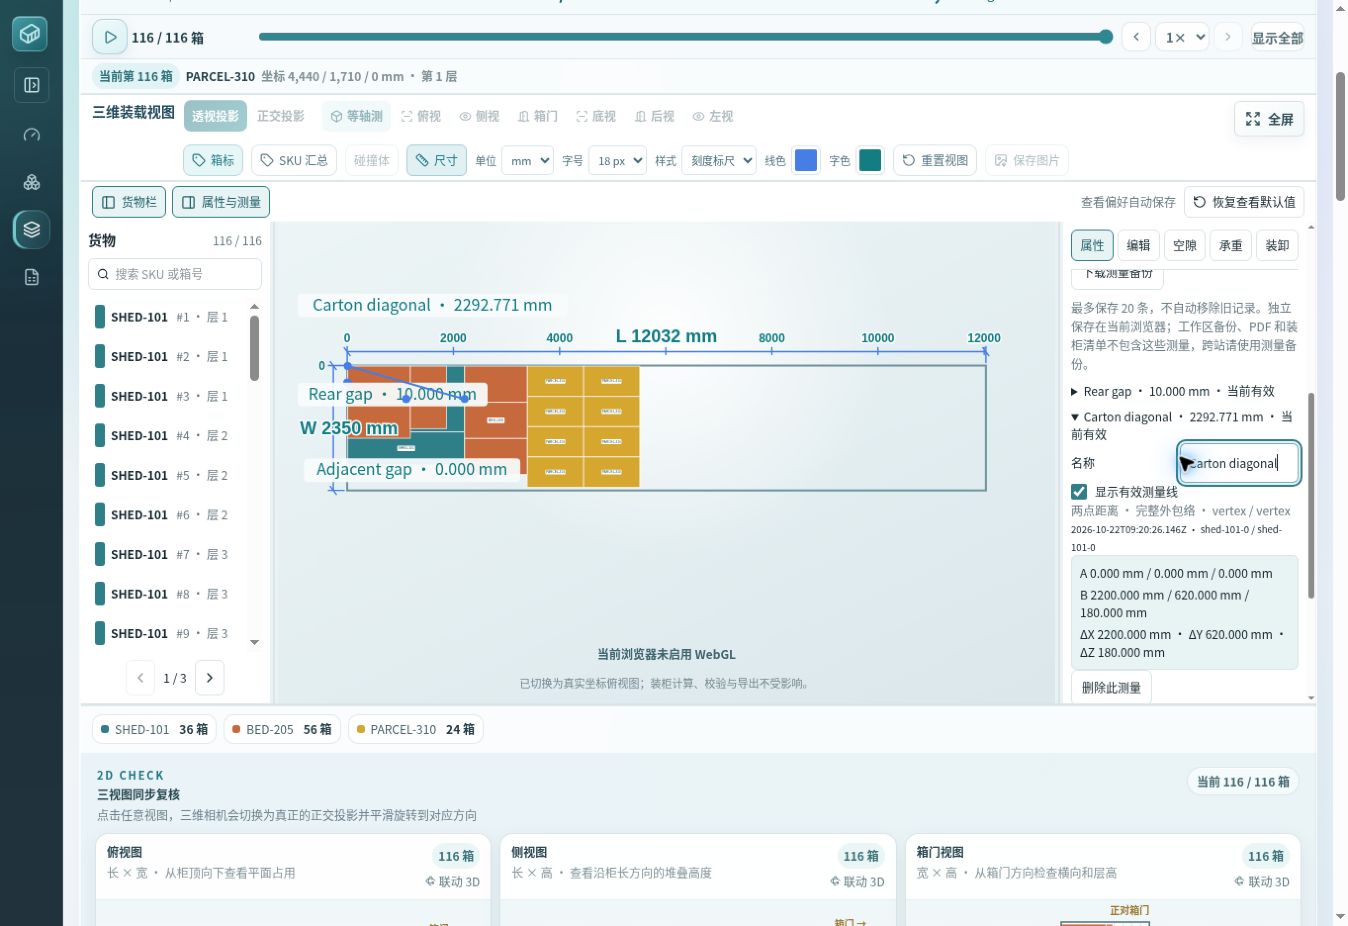 116 / 116 箱
1×
显示全部
当前第 116 箱 PARCEL-310 坐标 4,440 / 1,710 / 0 mm · 第 1 层
三维装载视图
透视投影
正交投影
等轴测
俯视
侧视
箱门
底视
后视
左视
全屏
箱标
SKU 汇总
碰撞体
尺寸
单位 mm
字号 18 px
样式 刻度标尺
线色
字色
重置视图
保存图片
货物栏
属性与测量
查看偏好自动保存
恢复查看默认值
货物 116 / 116
搜索 SKU 或箱号
SHED-101 #1 · 层 1
SHED-101 #2 · 层 1
SHED-101 #3 · 层 1
SHED-101 #4 · 层 2
SHED-101 #5 · 层 2
SHED-101 #6 · 层 2
SHED-101 #7 · 层 3
SHED-101 #8 · 层 3
SHED-101 #9 · 层 3
1 / 3
Carton diagonal · 2292.771 mm
L 12032 mm
0 2000 4000 8000 10000 12000
0
Rear gap · 10.000 mm
W 2350 mm
Adjacent gap · 0.000 mm
当前浏览器未启用 WebGL
已切换为真实坐标俯视图；装柜计算、校验与导出不受影响。
属性
编辑
空隙
承重
装卸
下载测量备份
最多保存 20 条，不自动移除旧记录。独立
保存在当前浏览器；工作区备份、PDF 和装
柜清单不包含这些测量，跨站请使用测量备
份。
Rear gap · 10.000 mm · 当前有效
Carton diagonal · 2292.771 mm · 当
前有效
名称 Carton diagonal
显示有效测量线
两点距离 · 完整外包络 · vertex / vertex
2026-10-22T09:20:26.146Z · shed-101-0 / shed-
101-0
A 0.000 mm / 0.000 mm / 0.000 mm
B 2200.000 mm / 620.000 mm /
180.000 mm
ΔX 2200.000 mm · ΔY 620.000 mm ·
ΔZ 180.000 mm
删除此测量
SHED-101 36 箱
BED-205 56 箱
PARCEL-310 24 箱
2D CHECK
三视图同步复核
点击任意视图，三维相机会切换为真正的正交投影并平滑旋转到对应方向
当前 116 / 116 箱
俯视图
长 × 宽 · 从柜顶向下查看平面占用
116 箱
联动 3D
侧视图
长 × 高 · 查看沿柜长方向的堆叠高度
116 箱
联动 3D
箱门→
箱门视图
宽 × 高 · 从箱门方向检查横向和层高
116 箱
联动 3D
正对箱门